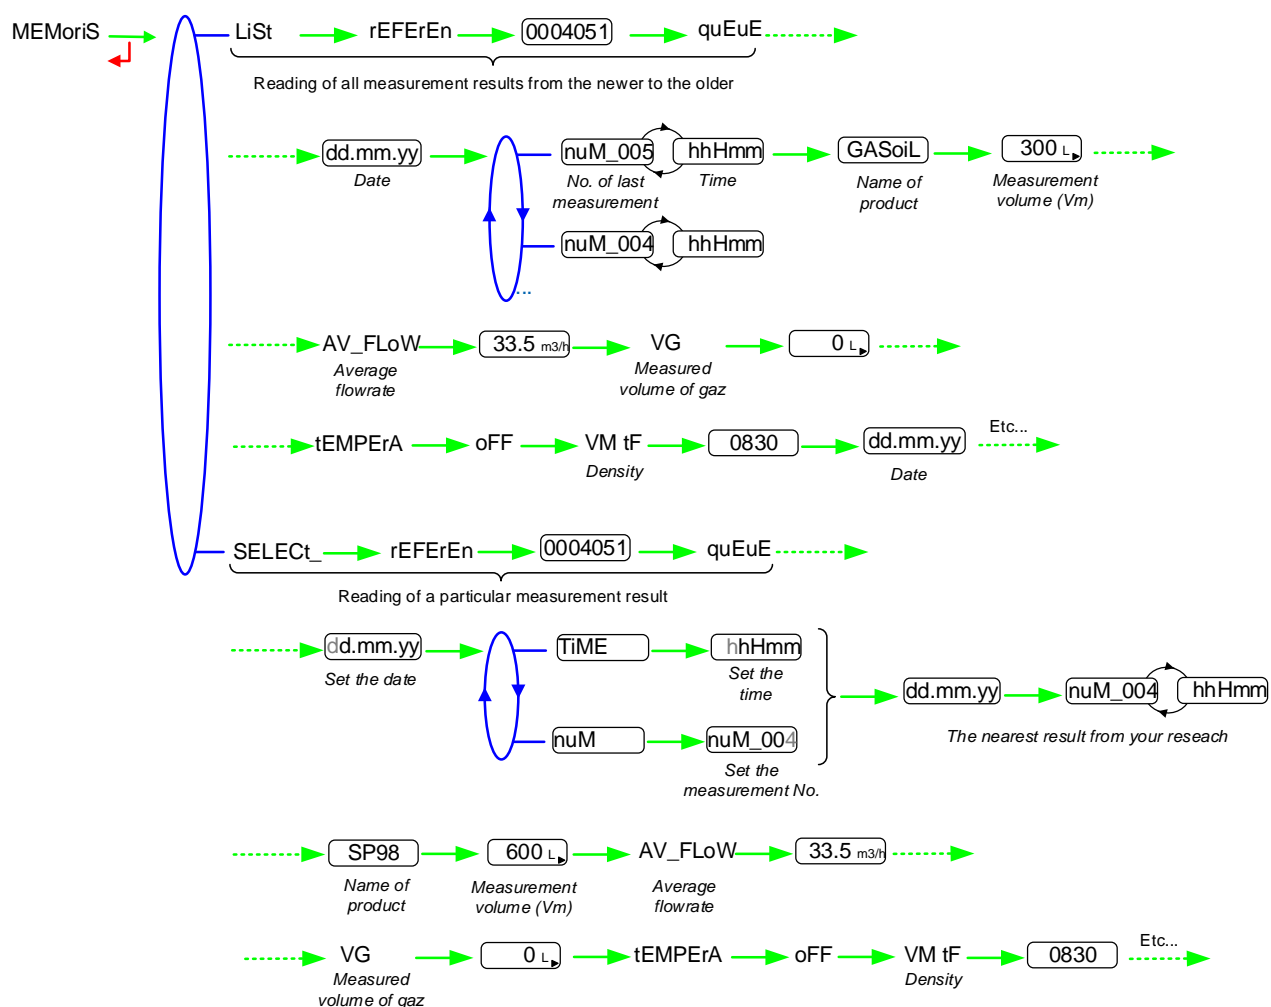 MEMoriS LiSt rEFErEn 0004051 quEuE
Reading of all measurement results from the newer to the older
dd.mm.yy nuM_005 hhHmm GASoiL 300 L
Date No. of last Time Name of Measurement
measurement product volume (Vm)
nuM_004 hhHmm
...
AV_FLoW 33.5 m3/h VG 0 L
Average Measured
flowrate volume of gaz
tEMPErA oFF VM tF 0830 dd.mm.yy Etc...
Density Date
SELECt_ rEFErEn 0004051 quEuE
Reading of a particular measurement result
dd.mm.yy TiME hhHmm
Set the date Set the
time
dd.mm.yy nuM_004 hhHmm
The nearest result from your reseach
nuM nuM_004
Set the
measurement No.
SP98 600 L AV_FLoW 33.5 m3/h
Name of Measurement Average
product volume (Vm) flowrate
VG 0 L tEMPErA oFF VM tF 0830 Etc...
Measured Density
volume of gaz